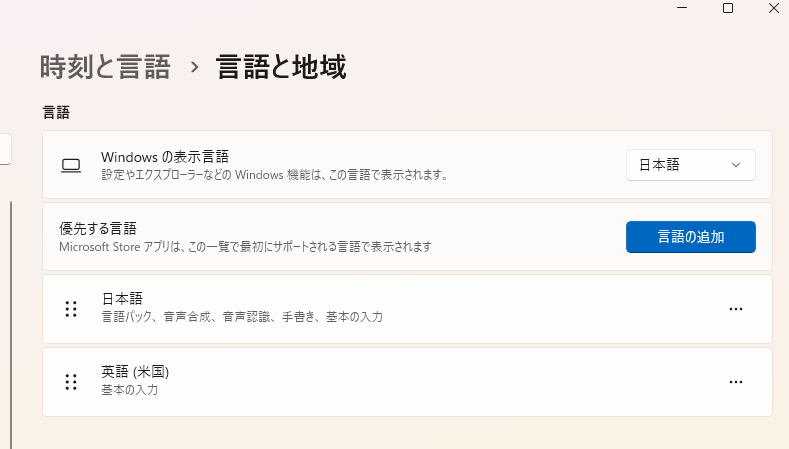 時刻と言語 › 言語と地域
言語
Windows の表示言語
設定やエクスプローラーなどの Windows 機能は、この言語で表示されます。
日本語
優先する言語
Microsoft Store アプリは、この一覧で最初にサポートされる言語で表示されます
言語の追加
日本語
言語パック、音声合成、音声認識、手書き、基本の入力
英語 (米国)
基本の入力